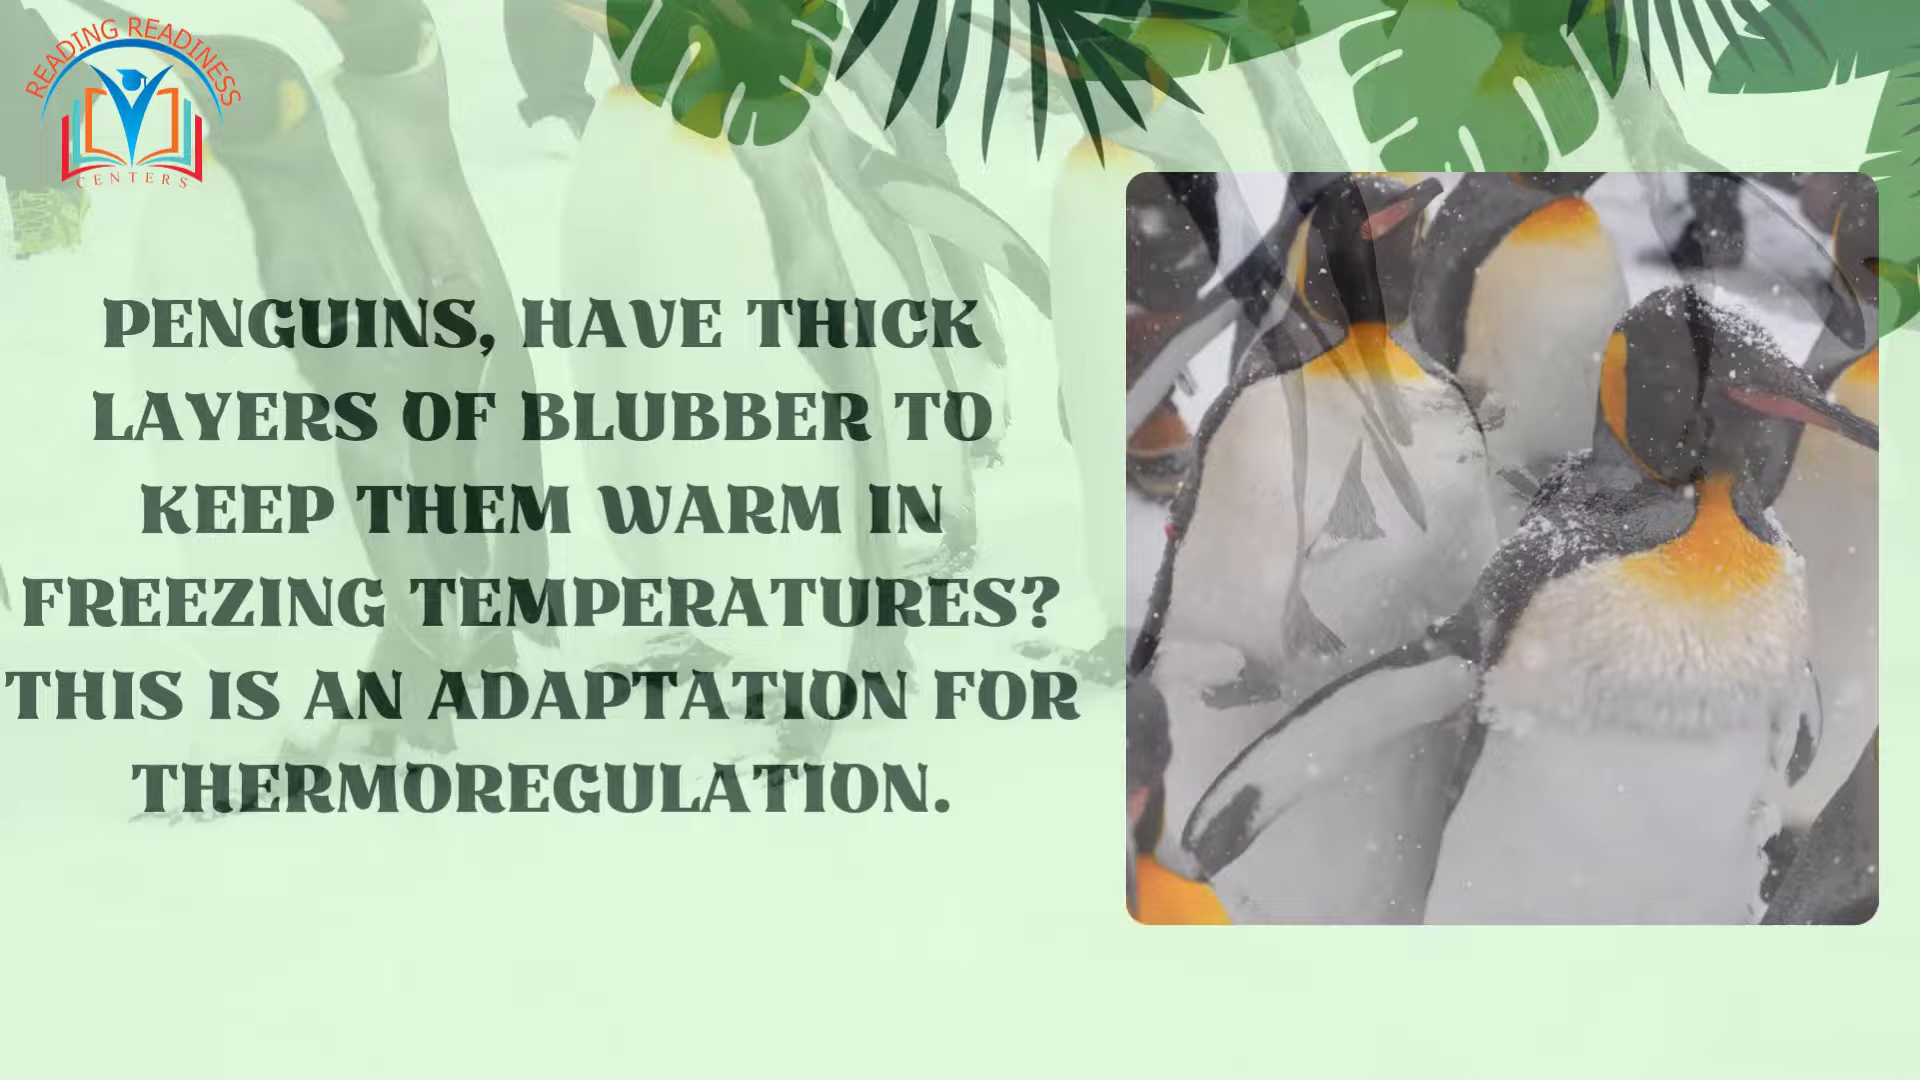 READING READINESS
CENTERS
PENGUINS, HAVE THICK
LAYERS OF BLUBBER TO
KEEP THEM WARM IN
FREEZING TEMPERATURES?
THIS IS AN ADAPTATION FOR
THERMOREGULATION.